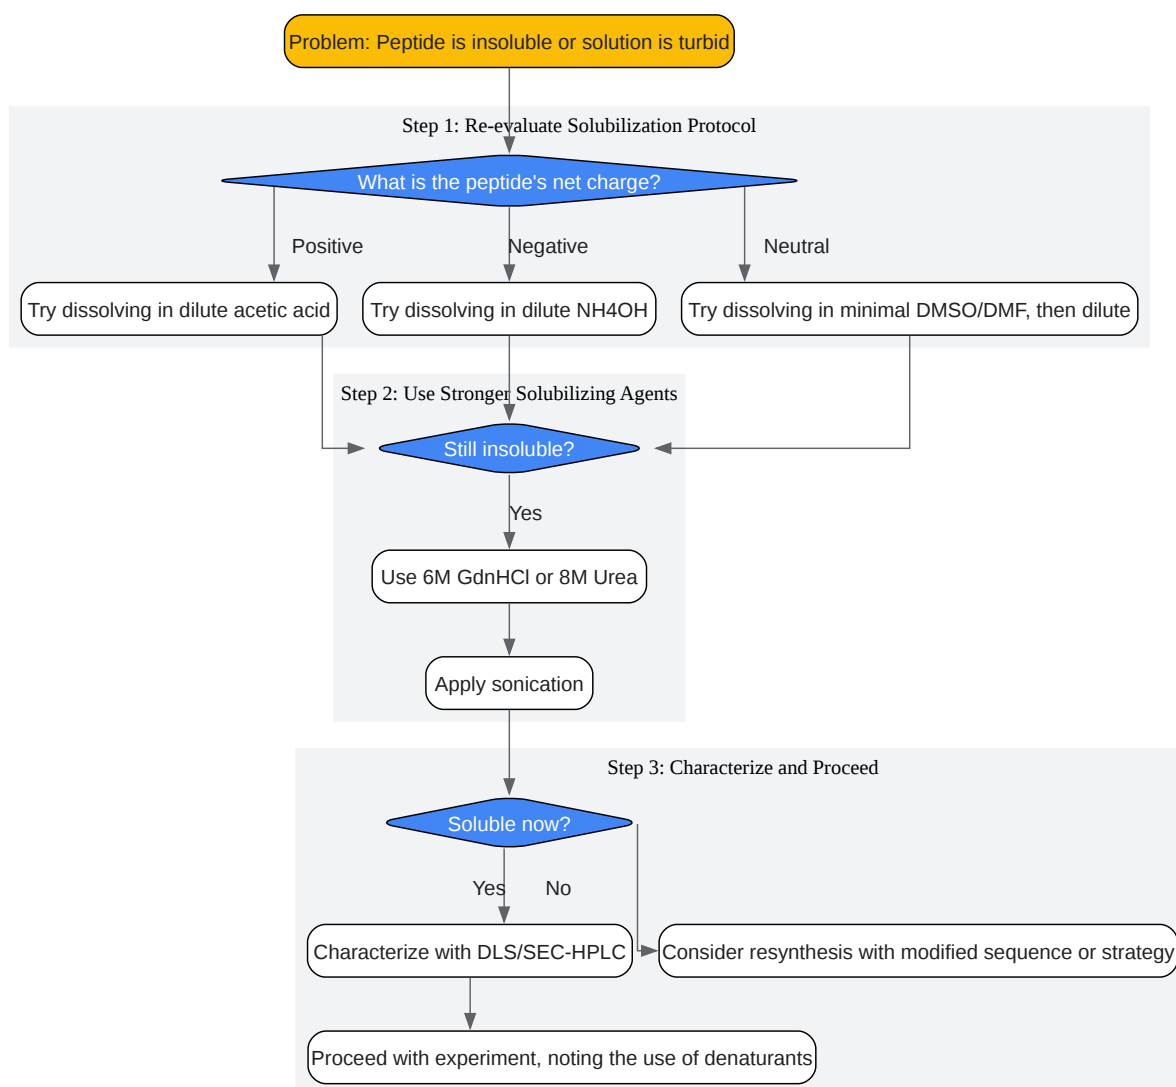 Problem: Peptide is insoluble or solution is turbid
Step 1: Re-evaluate Solubilization Protocol
What is the peptide's net charge?
Positive
Negative
Neutral
Try dissolving in dilute acetic acid
Try dissolving in dilute NH4OH
Try dissolving in minimal DMSO/DMF, then dilute
Step 2: Use Stronger Solubilizing Agents
Still insoluble?
Yes
Use 6M GdnHCl or 8M Urea
Apply sonication
Step 3: Characterize and Proceed
Soluble now?
Yes
No
Characterize with DLS/SEC-HPLC
Consider resynthesis with modified sequence or strategy
Proceed with experiment, noting the use of denaturants